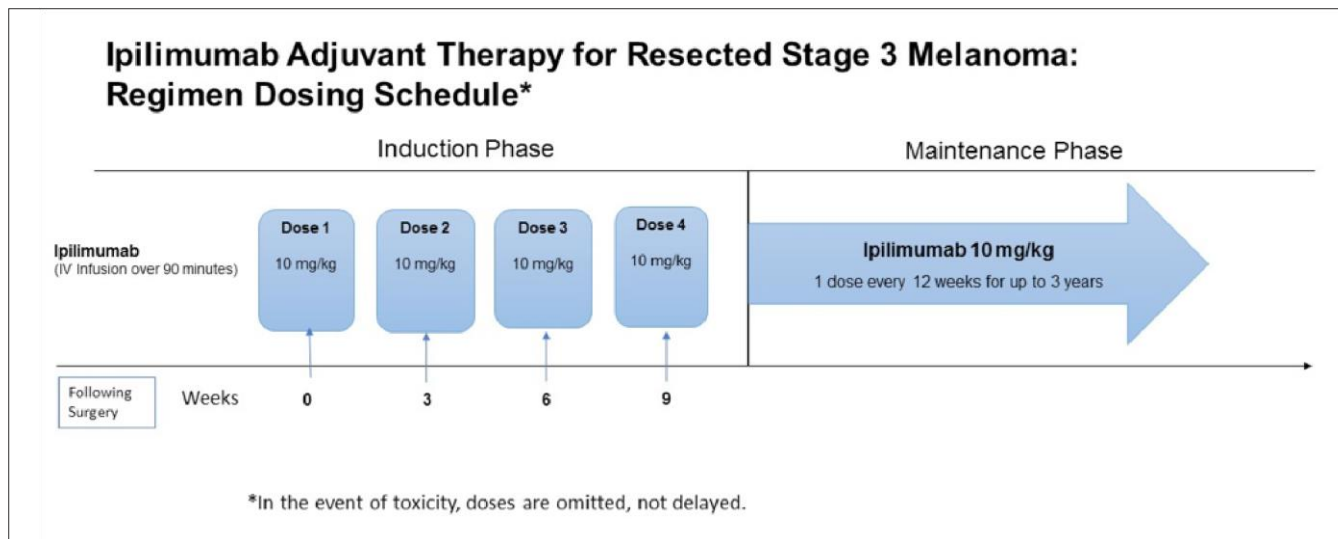 Ipilimumab Adjuvant Therapy for Resected Stage 3 Melanoma:
Regimen Dosing Schedule*
Induction Phase
Maintenance Phase
Ipilimumab
(IV Infusion over 90 minutes)
Dose 1
10 mg/kg
Dose 2
10 mg/kg
Dose 3
10 mg/kg
Dose 4
10 mg/kg
Ipilimumab 10 mg/kg
1 dose every 12 weeks for up to 3 years
Following
Surgery
Weeks
0
3
6
9
*In the event of toxicity, doses are omitted, not delayed.